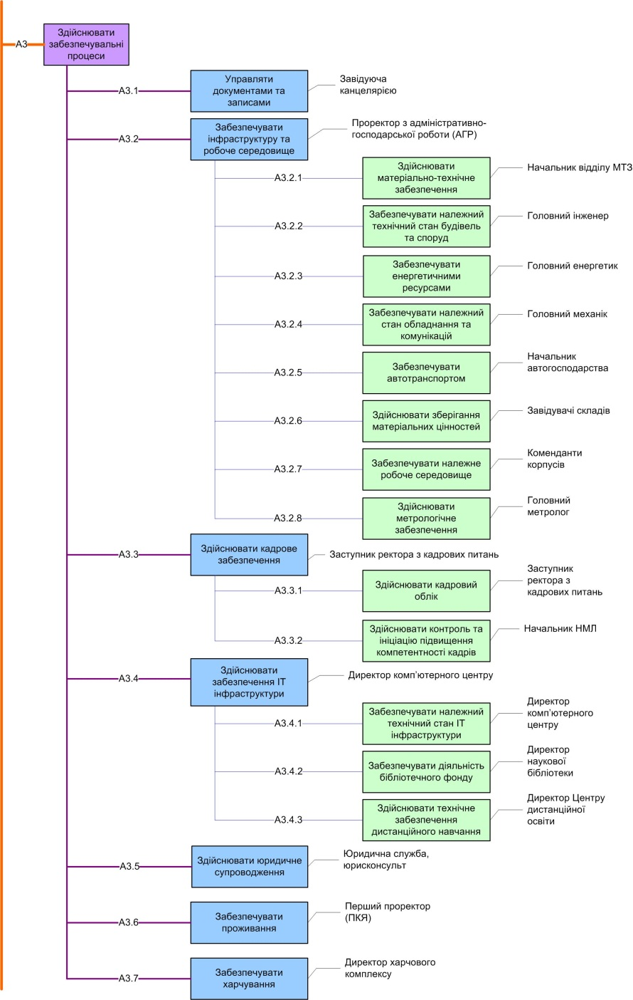 А3
Здійснювати
забезпечувальні
процеси
А3.1
Управляти
документами та
записами
Завідуюча
канцелярією
А3.2
Забезпечувати
інфраструктуру та
робоче середовище
Проректор з адміністративно-
господарської роботи (АГР)
А3.2.1
Здійснювати
матеріально-технічне
забезпечення
Начальник відділу МТЗ
А3.2.2
Забезпечувати належний
технічний стан будівель
та споруд
Головний інженер
А3.2.3
Забезпечувати
енергетичними
ресурсами
Головний енергетик
А3.2.4
Забезпечувати належний
стан обладнання та
комунікацій
Головний механік
А3.2.5
Забезпечувати
автотранспортом
Начальник
автогосподарства
А3.2.6
Здійснювати зберігання
матеріальних цінностей
Завідувачі складів
А3.2.7
Забезпечувати належне
робоче середовище
Коменданти
корпусів
А3.2.8
Здійснювати
метрологічне
забезпечення
Головний
метролог
А3.3
Здійснювати кадрове
забезпечення
Заступник ректора з кадрових питань
А3.3.1
Здійснювати кадровий
облік
Заступник
ректора з
кадрових питань
А3.3.2
Здійснювати контроль та
ініціацію підвищення
компетентності кадрів
Начальник НМЛ
А3.4
Здійснювати
забезпечення ІТ
інфраструктури
Директор комп’ютерного центру
А3.4.1
Забезпечувати належний
технічний стан ІТ
інфраструктури
Директор
комп’ютерного
центру
А3.4.2
Забезпечувати діяльність
бібліотечного фонду
Директор
наукової
бібліотеки
А3.4.3
Здійснювати технічне
забезпечення
дистанційного навчання
Директор Центру
дистанційної
освіти
А3.5
Здійснювати юридичне
супроводження
Юридична служба,
юрисконсульт
А3.6
Забезпечувати
проживання
Перший проректор
(ПКЯ)
А3.7
Забезпечувати
харчування
Директор харчового
комплексу